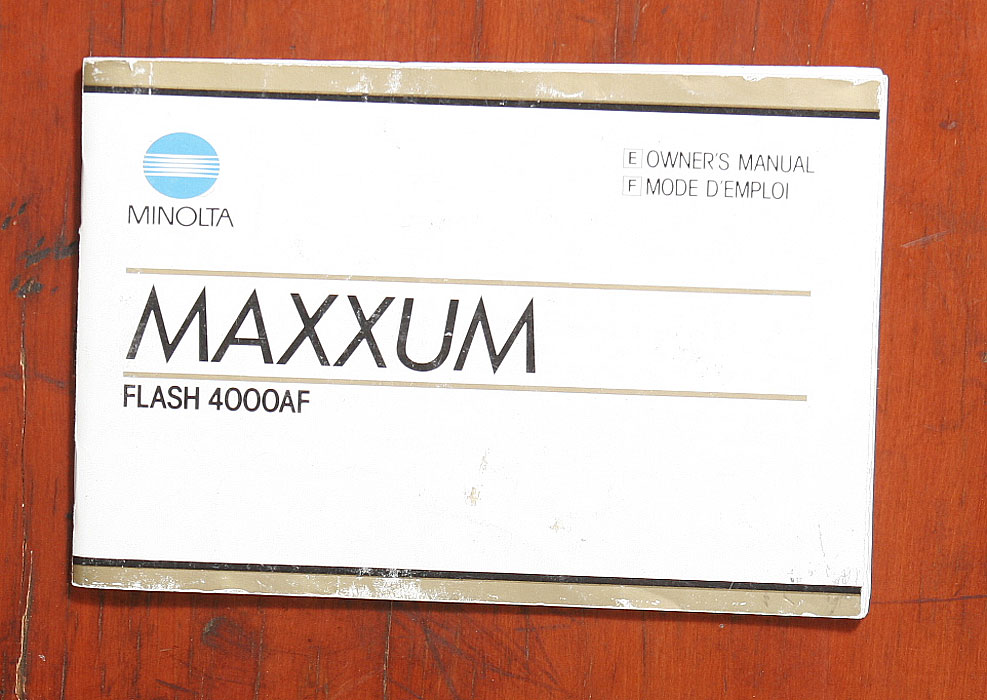 MINOLTA
E OWNER'S MANUAL
F MODE D'EMPLOI
MAXXUM
FLASH 4000AF